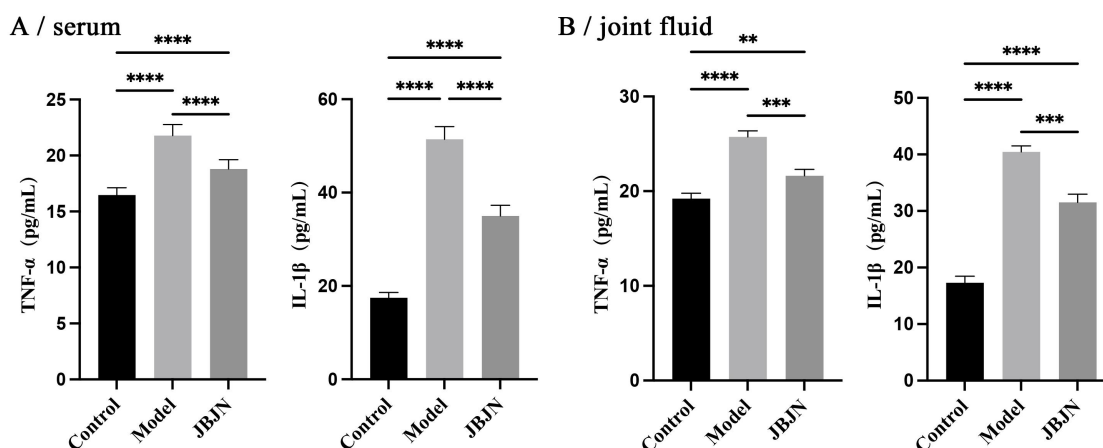 A / serum
B / joint fluid
****
****
****
TNF-α (pg/mL)
25
20
15
10
5
0
Control
Model
JBJN
****
****
****
IL-1β (pg/mL)
60
40
20
0
Control
Model
JBJN
**
****
***
TNF-α (pg/mL)
30
20
10
0
Control
Model
JBJN
****
****
***
IL-1β (pg/mL)
50
40
30
20
10
0
Control
Model
JBJN